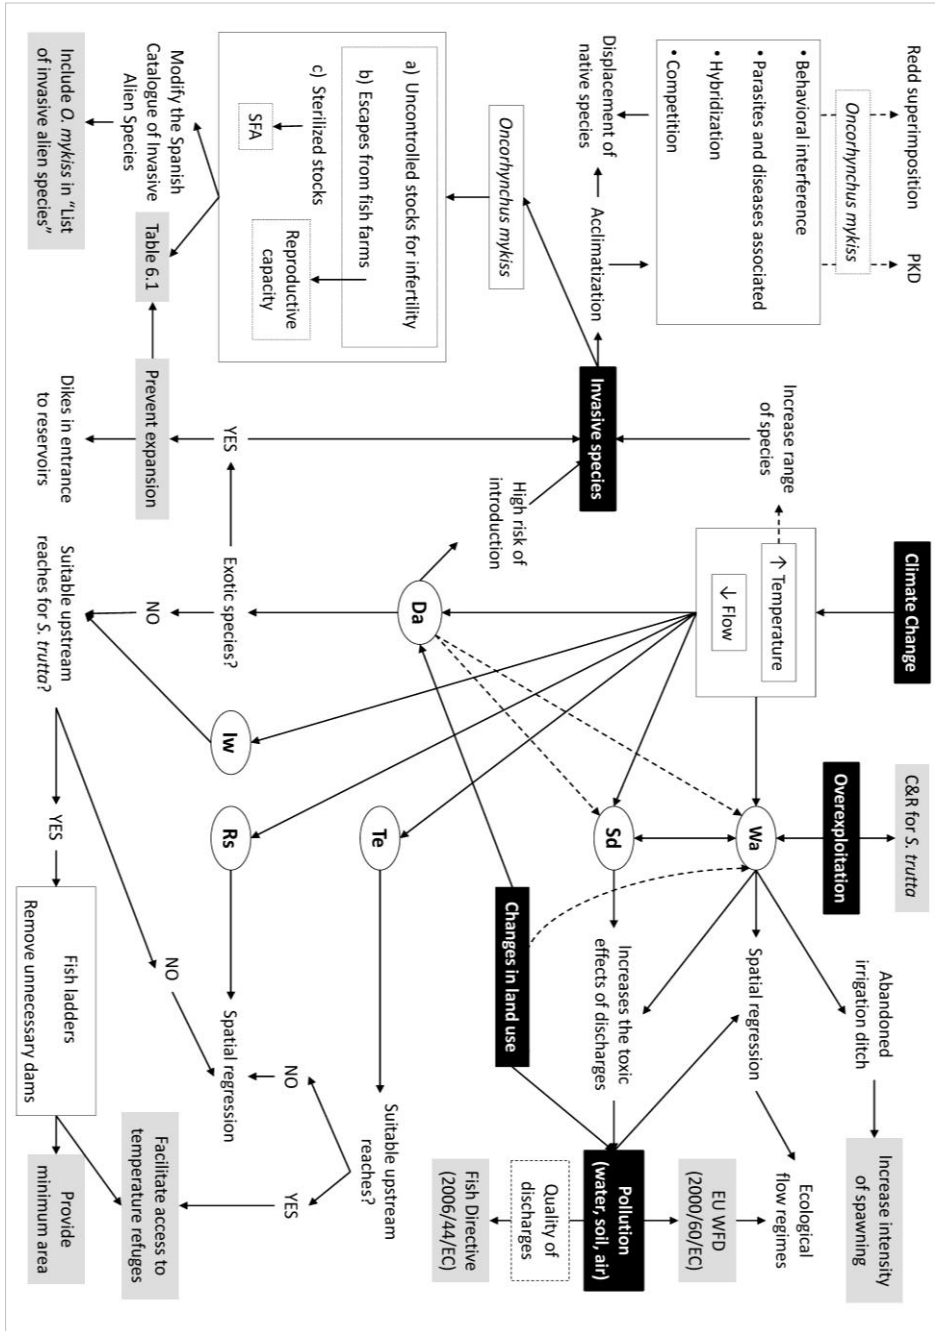 Climate Change
Overexploitation
C&R for S. trutta
Redd superimposition
PKD
Oncorhynchus mykiss
• Behavioral interference
• Parasites and diseases associated
• Hybridization
• Competition
Increase range
of species
↑ Temperature
↓ Flow
Wa
Abandoned
irrigation ditch
Increase intensity
of spawning
Spatial regression
Ecological
flow regimes
Displacement of
native species
Acclimatization
Invasive species
Sd
Increases the toxic
effects of discharges
EU WFD
(2000/60/EC)
Pollution
(water, soil, air)
Quality of
discharges
Fish Directive
(2006/44/EC)
Oncorhynchus mykiss
High risk of
introduction
Da
Changes in land use
a) Uncontrolled stocks for infertility
b) Escapes from fish farms
c) Sterilized stocks
SFA
Reproductive
capacity
Te
Suitable upstream
reaches?
YES
Exotic species?
Iw
Rs
Spatial regression
NO
YES
Modify the Spanish
Catalogue of Invasive
Alien Species
Table 6.1
Prevent expansion
NO
NO
Facilitate access to
temperature refuges
Include O. mykiss in "List
of invasive alien species"
Dikes in entrance
to reservoirs
Suitable upstream
reaches for S. trutta?
YES
Fish ladders
Remove unnecessary dams
Provide
minimum area